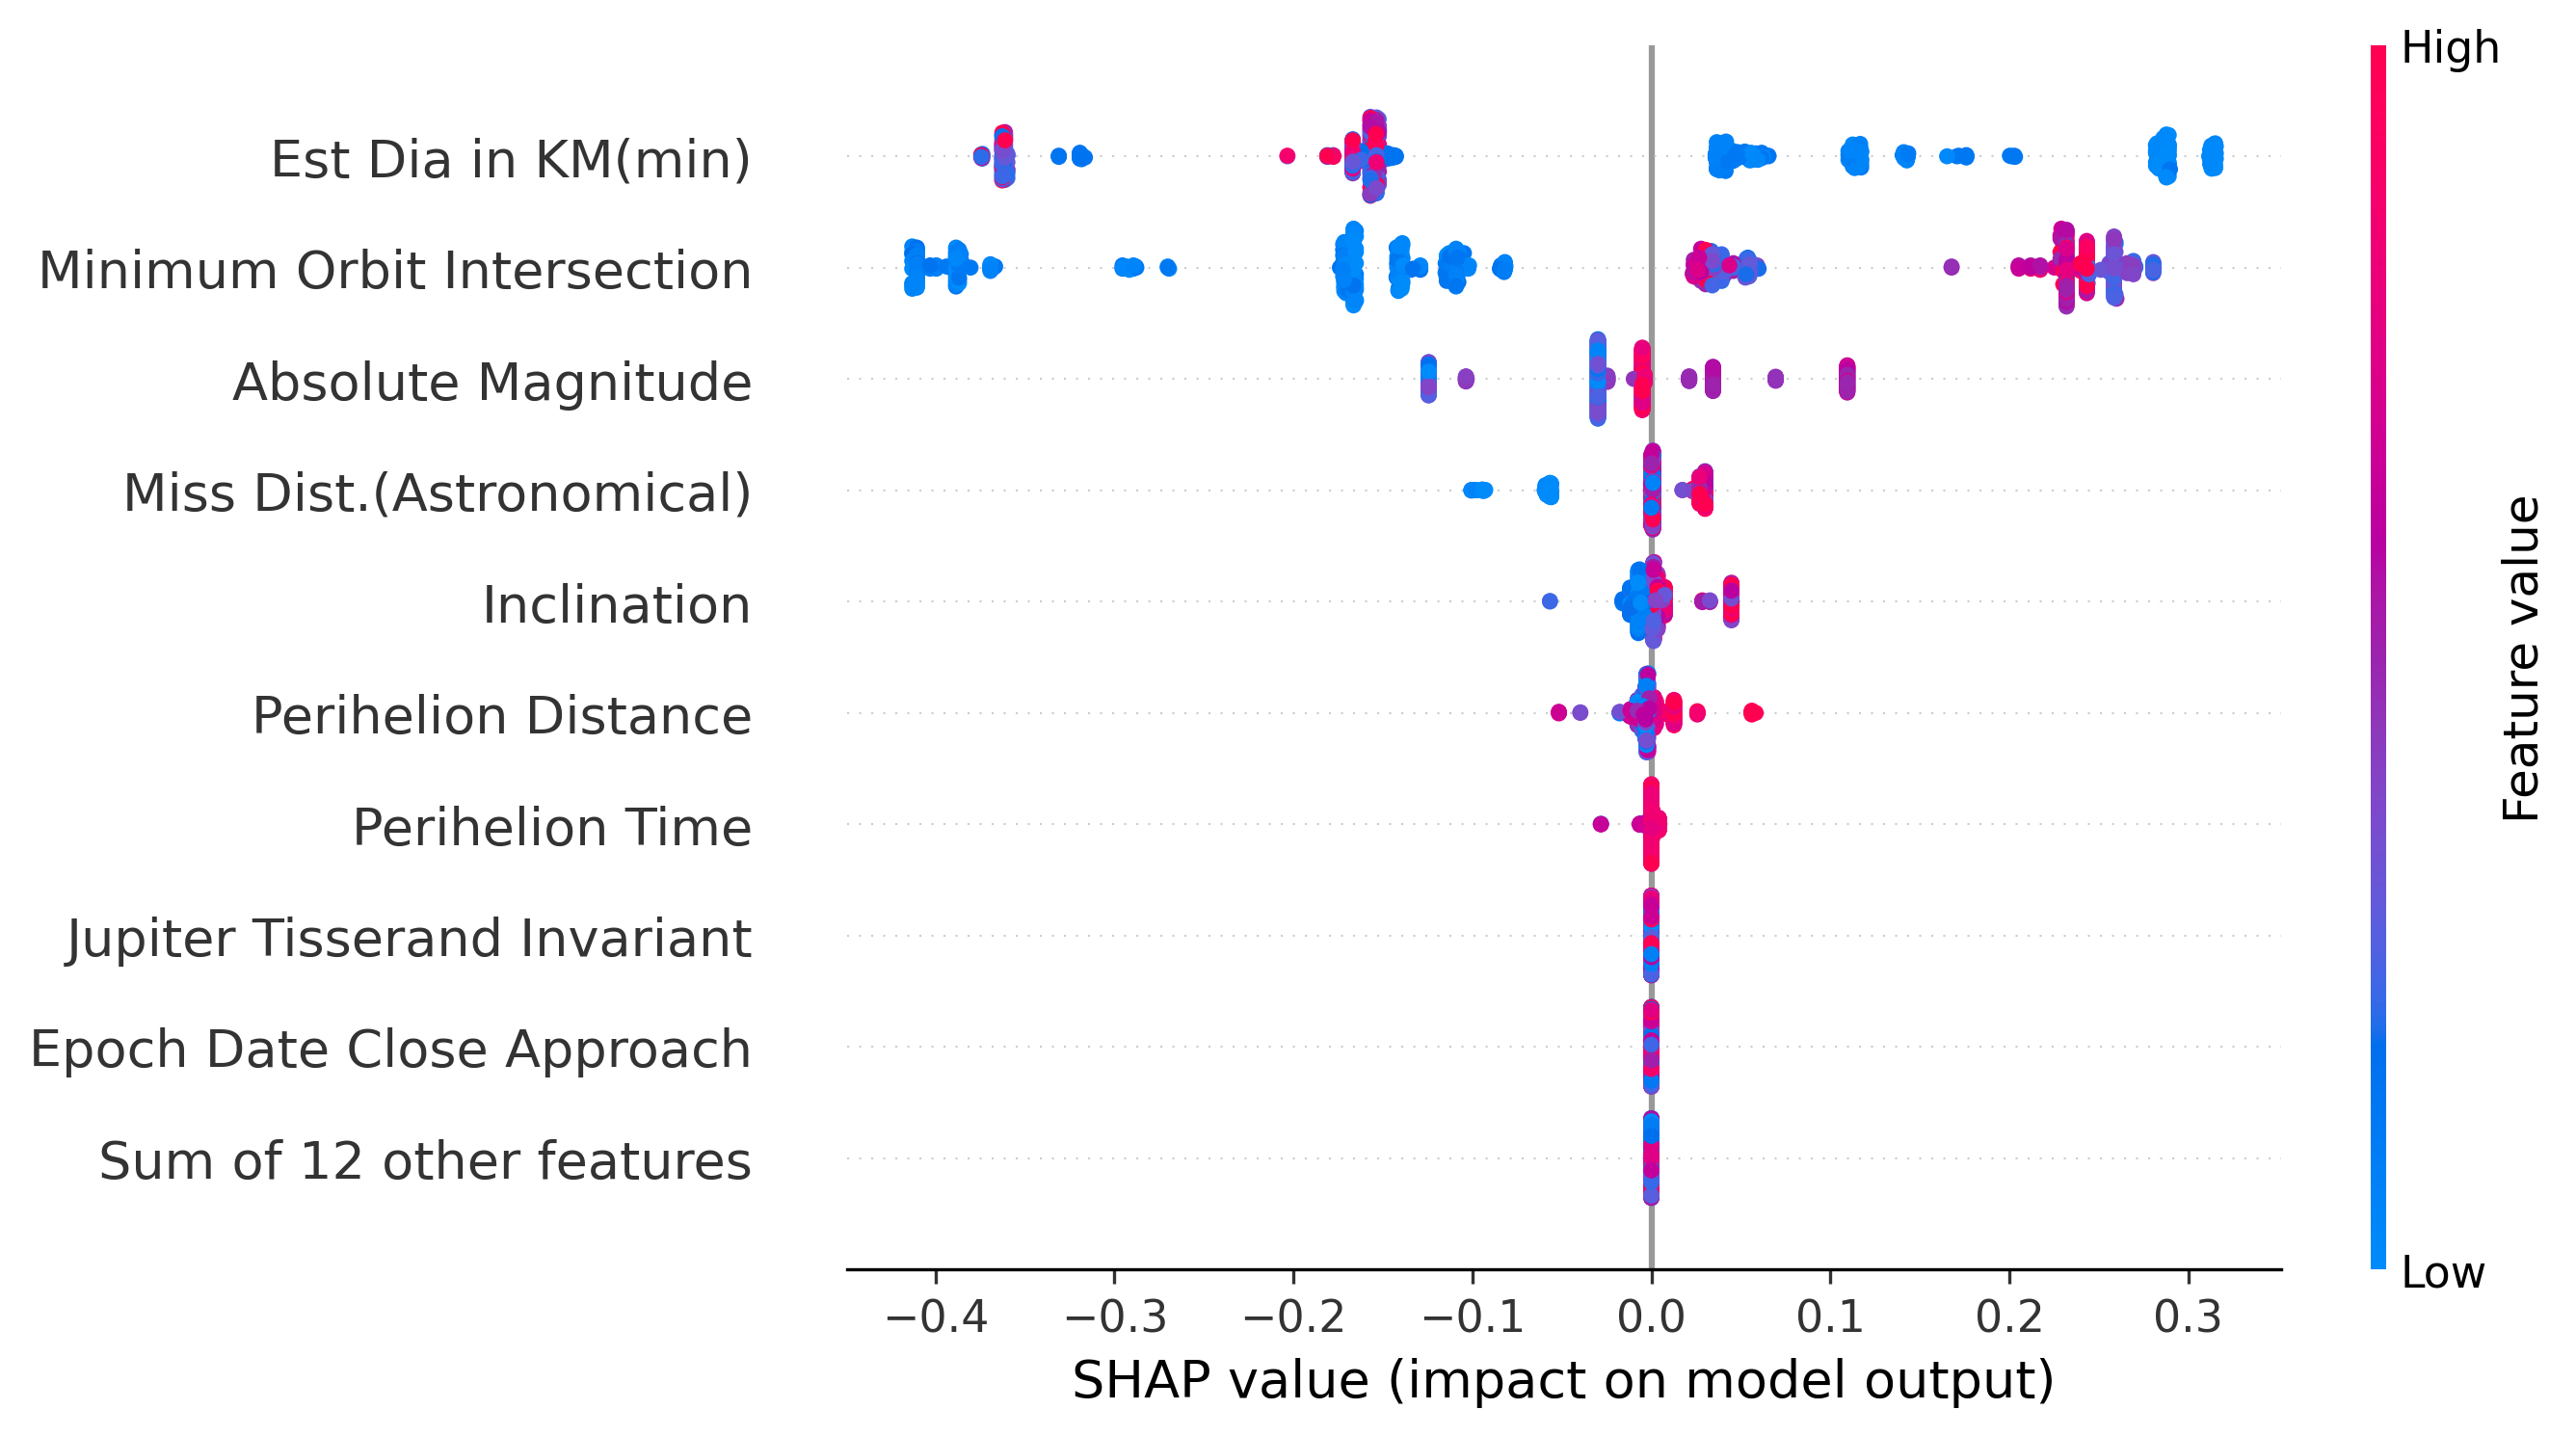 High
Est Dia in KM(min)
Minimum Orbit Intersection
Absolute Magnitude
Miss Dist.(Astronomical)
Inclination
Perihelion Distance
Perihelion Time
Jupiter Tisserand Invariant
Epoch Date Close Approach
Sum of 12 other features
Feature value
Low
−0.4 −0.3 −0.2 −0.1 0.0 0.1 0.2 0.3
SHAP value (impact on model output)